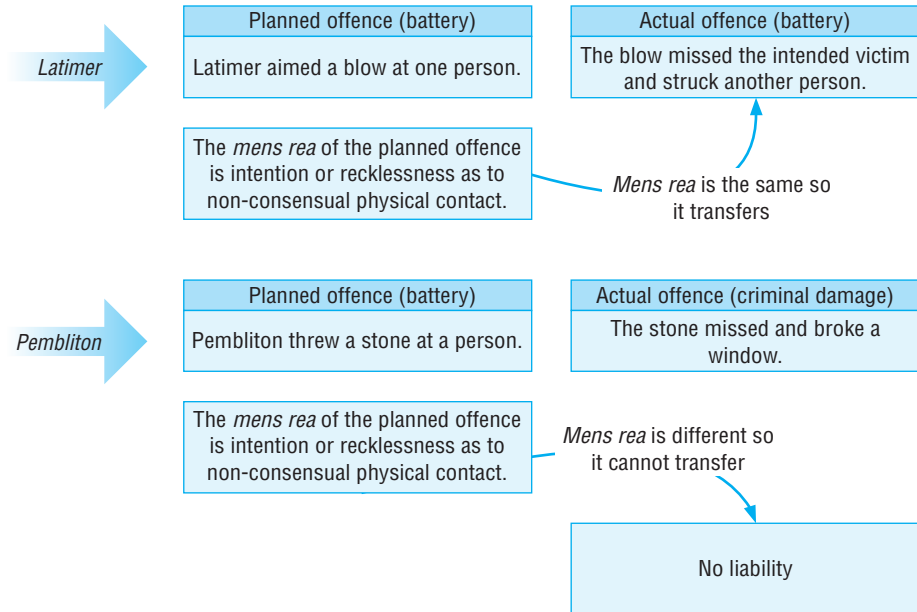 Latimer
Planned offence (battery)
Latimer aimed a blow at one person.
Actual offence (battery)
The blow missed the intended victim
and struck another person.
The mens rea of the planned offence
is intention or recklessness as to
non-consensual physical contact.
Mens rea is the same so
it transfers
Pembliton
Planned offence (battery)
Pembliton threw a stone at a person.
Actual offence (criminal damage)
The stone missed and broke a
window.
The mens rea of the planned offence
is intention or recklessness as to
non-consensual physical contact.
Mens rea is different so
it cannot transfer
No liability